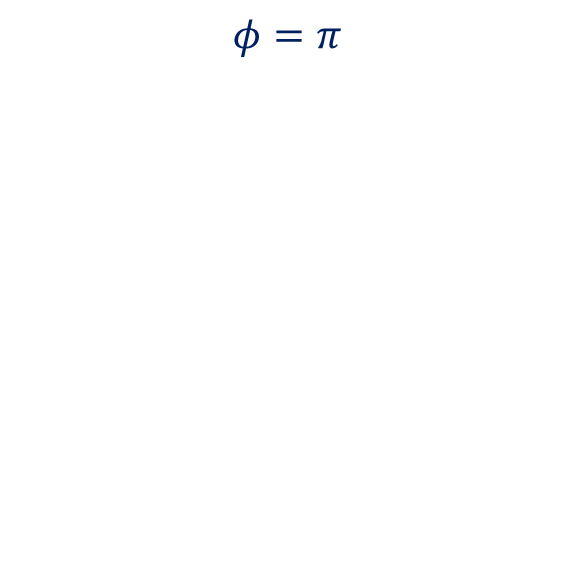 𝜙 = 𝜋